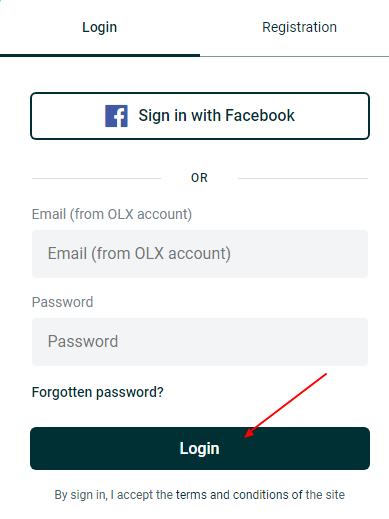 Login
Registration
Sign in with Facebook
OR
Email (from OLX account)
Email (from OLX account)
Password
Password
Forgotten password?
Login
By sign in, I accept the terms and conditions of the site